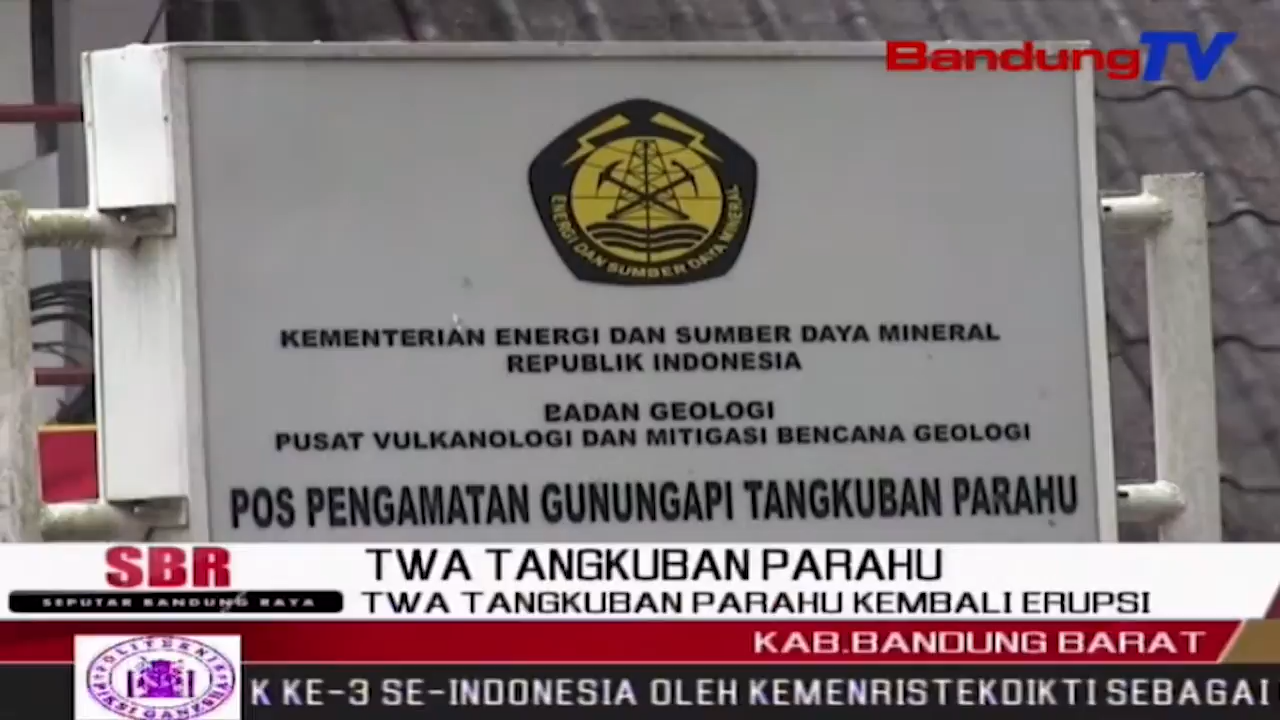 BandungTV
ENERGI DAN SUMBER DAYA MINERAL
KEMENTERIAN ENERGI DAN SUMBER DAYA MINERAL
REPUBLIK INDONESIA
BADAN GEOLOGI
PUSAT VULKANOLOGI DAN MITIGASI BENCANA GEOLOGI
POS PENGAMATAN GUNUNGAPI TANGKUBAN PARAHU
SBR
SEPUTAR BANDUNG RAYA
TWA TANGKUBAN PARAHU
TWA TANGKUBAN PARAHU KEMBALI ERUPSI
KAB.BANDUNG BARAT
K KE-3 SE-INDONESIA OLEH KEMENRISTEKDIKTI SEBAGAI